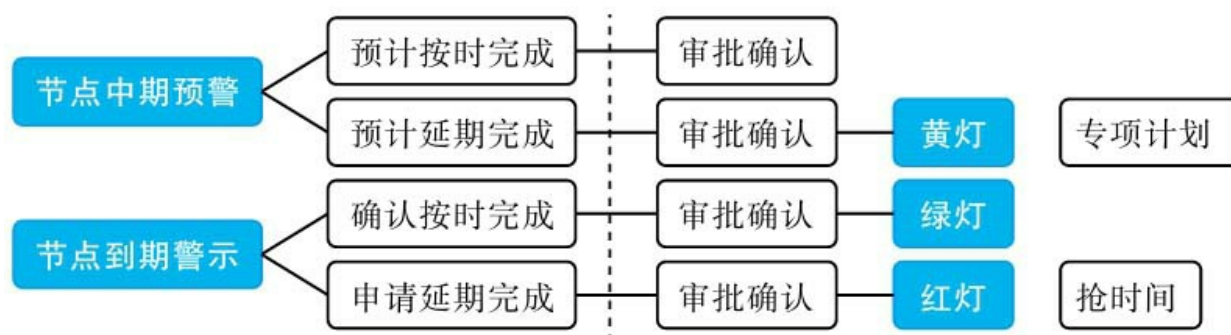 预计按时完成
审批确认
节点中期预警
预计延期完成
审批确认
黄灯
专项计划
确认按时完成
审批确认
绿灯
节点到期警示
申请延期完成
审批确认
红灯
抢时间